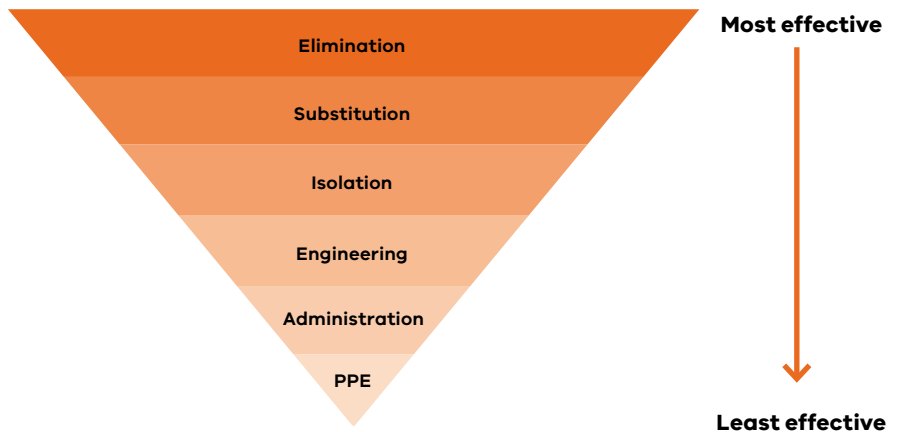 Most effective
Elimination
Substitution
Isolation
Engineering
Administration
PPE
Least effective